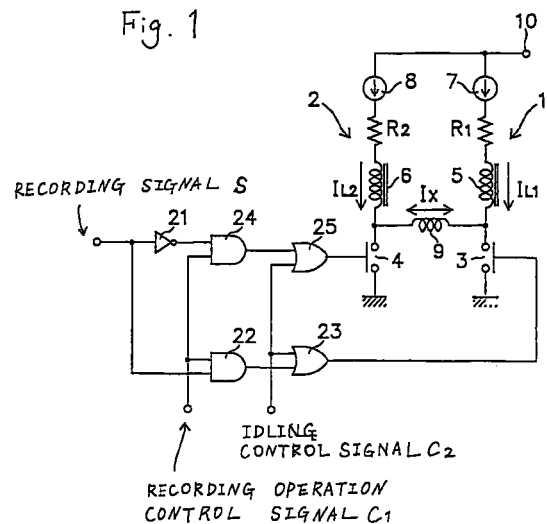 Fig. 1
10
8
7
2
R2
R1
1
IL2
6
Ix
5
IL1
RECORDING SIGNAL S
21
24
25
9
4
3
22
23
IDLING
CONTROL SIGNAL C2
RECORDING OPERATION
CONTROL SIGNAL C1